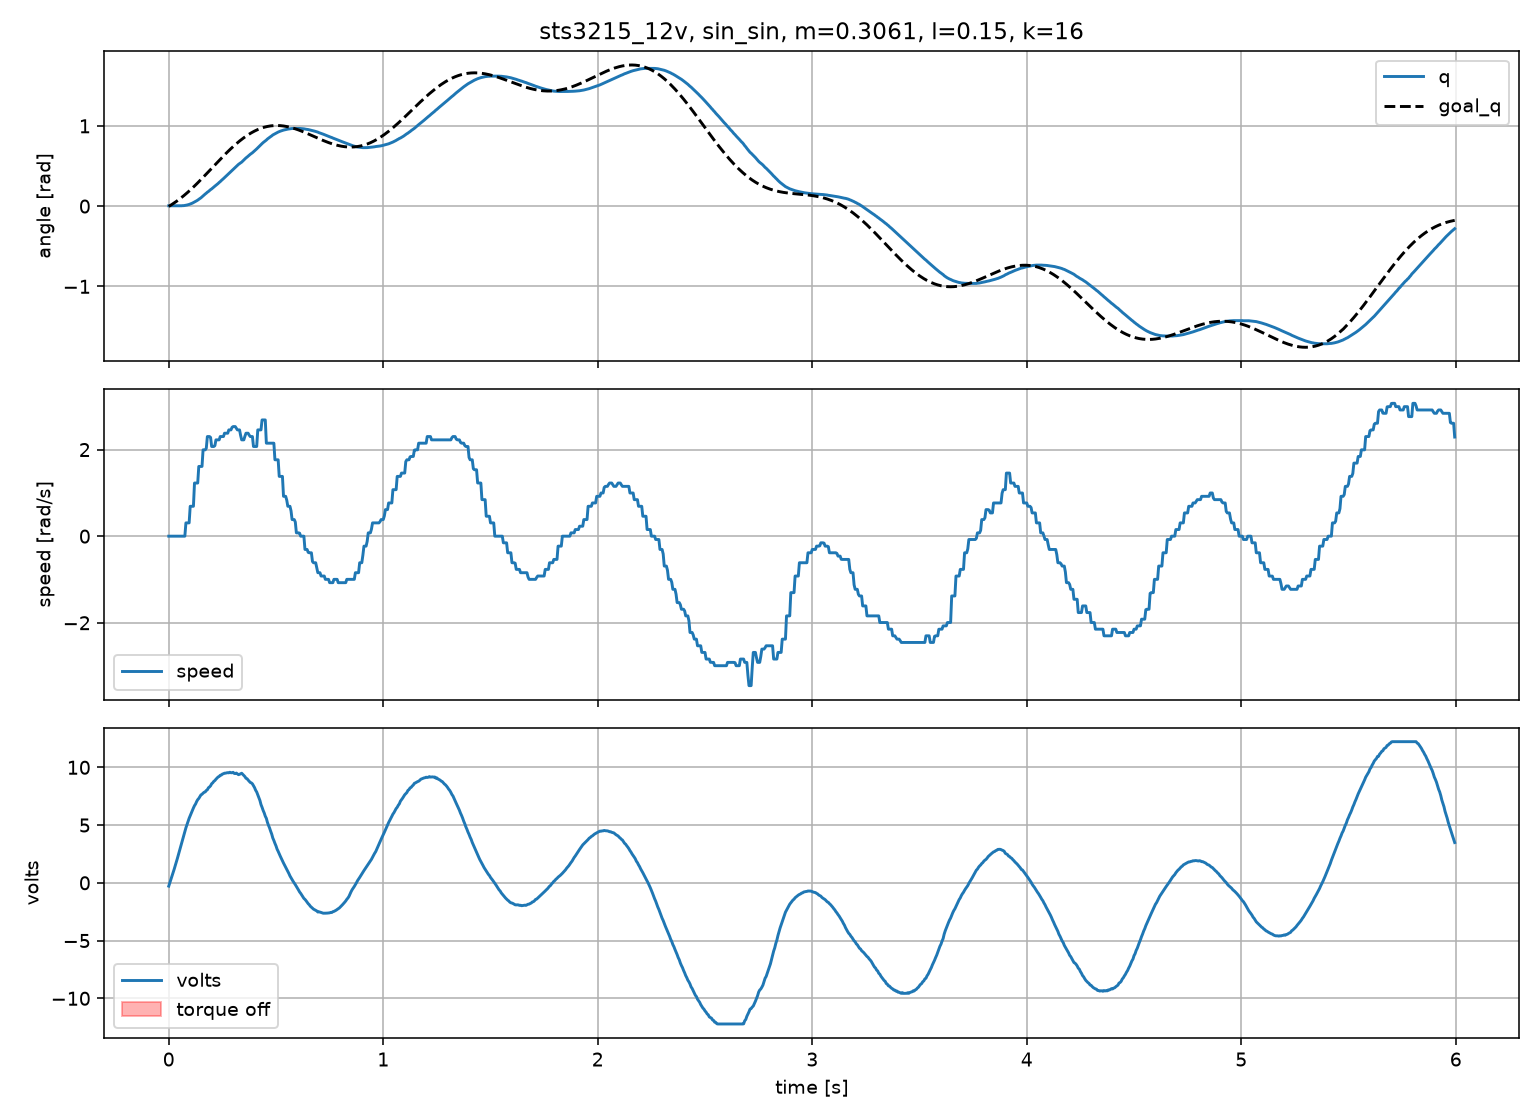 sts3215_12v, sin_sin, m=0.3061, l=0.15, k=16
angle [rad]
1
0
−1
q
goal_q
speed [rad/s]
2
0
−2
speed
volts
10
5
0
−5
−10
volts
torque off
0 1 2 3 4 5 6
time [s]